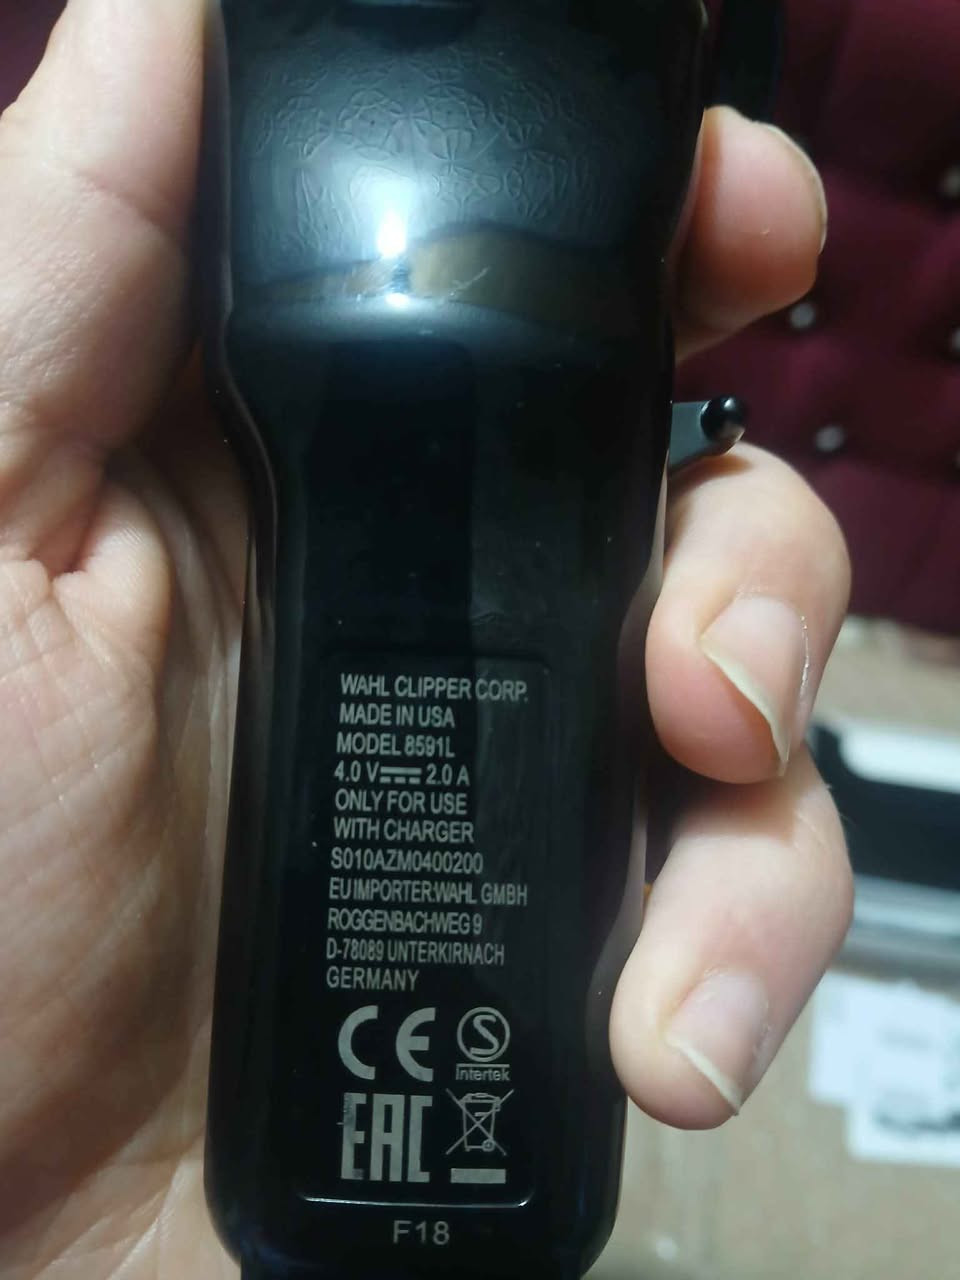 WAHL CLIPPER CORP.
MADE IN USA
MODEL 8591L
4.0 V⎓2.0 A
ONLY FOR USE
WITH CHARGER
S010AZM0400200
EU IMPORTER:WAHL GMBH
ROGGENBACHWEG 9
D-78089 UNTERKIRNACH
GERMANY
CE S
Intertek
EAC
F18